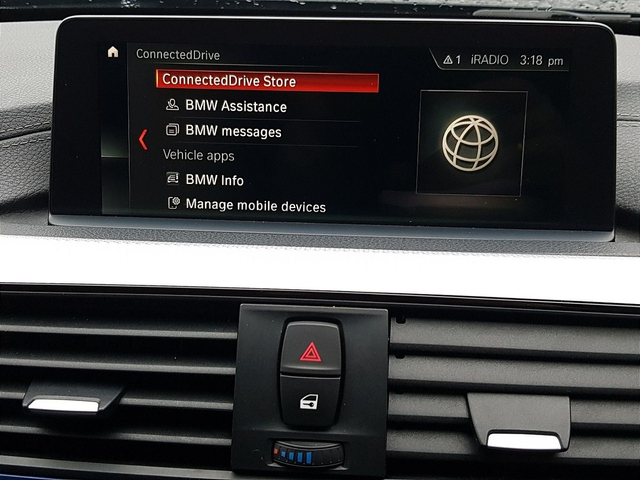 ConnectedDrive
1 iRADIO 3:18 pm
ConnectedDrive Store
BMW Assistance
BMW messages
Vehicle apps
BMW Info
Manage mobile devices